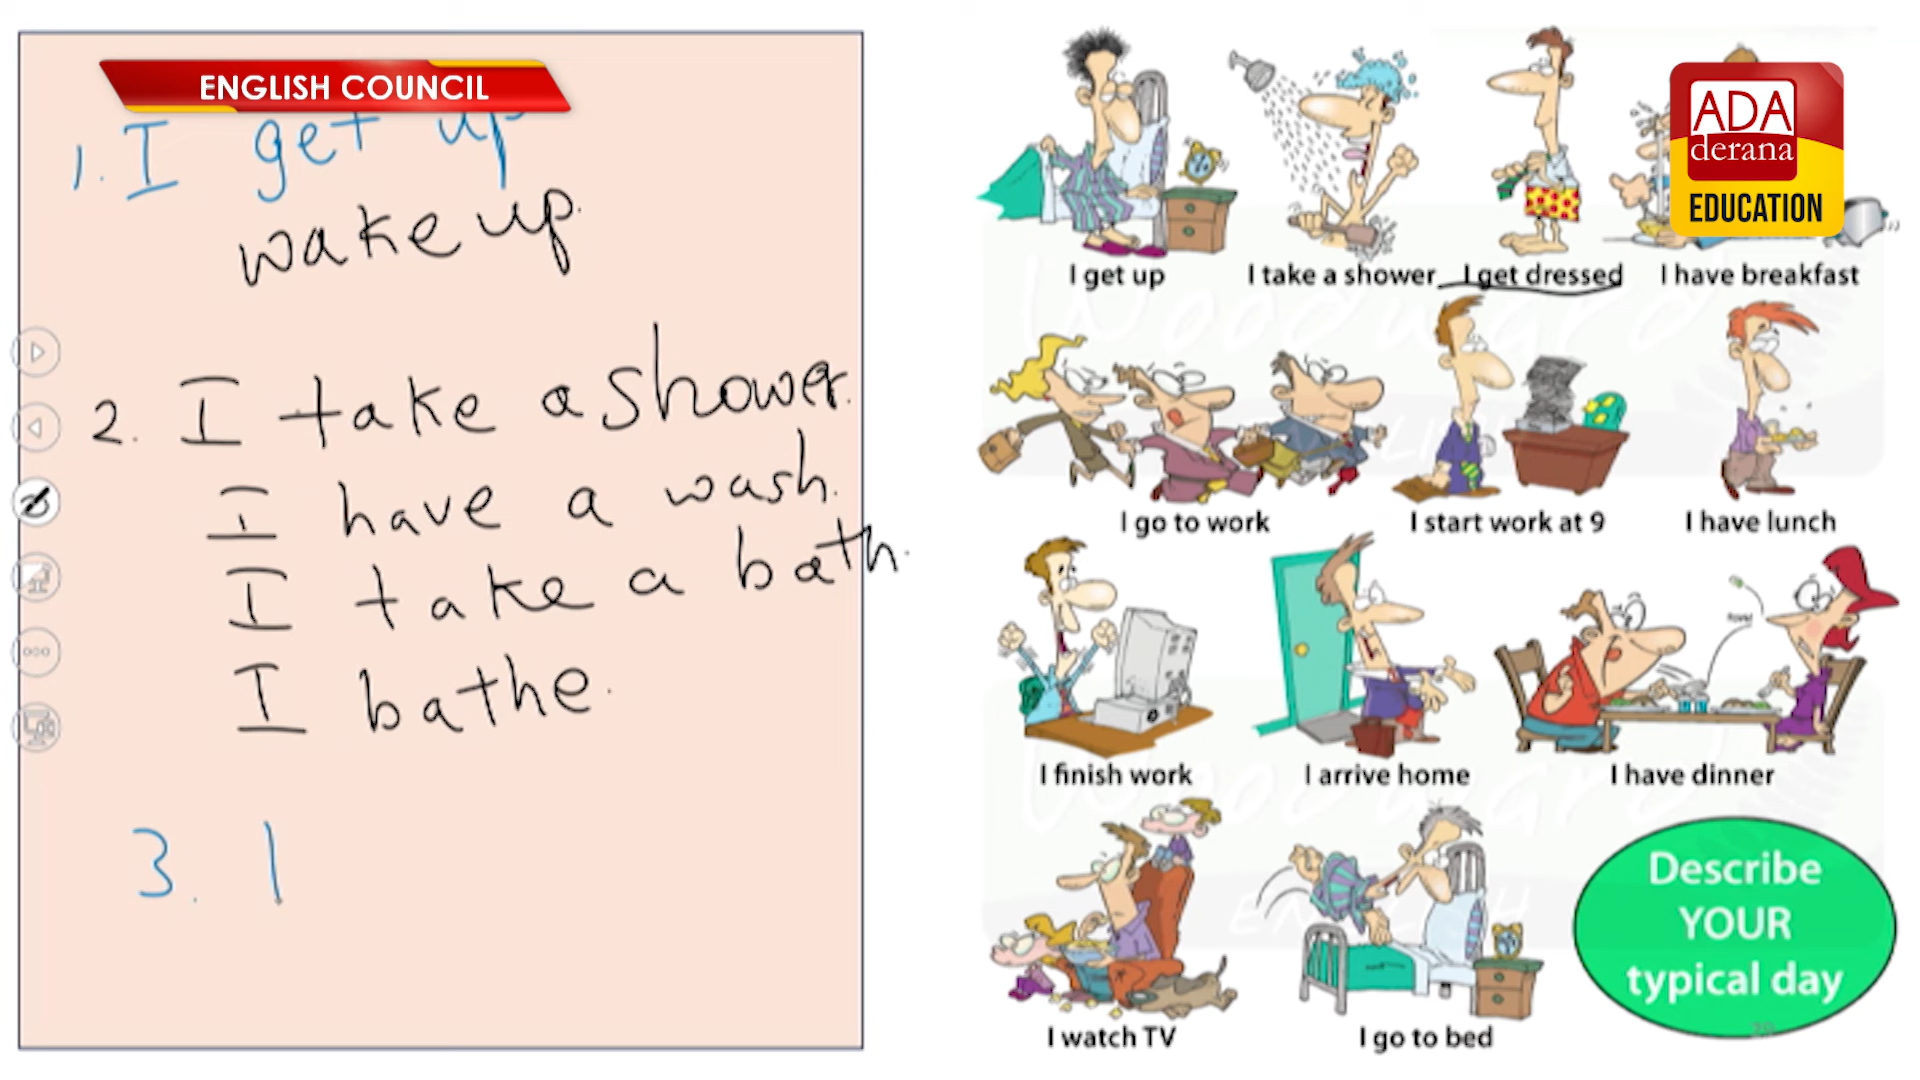 ENGLISH COUNCIL
1. I get up
wake up.
2. I take a shower.
I have a wash.
I take a bath.
I bathe.
3. I
ADA
derana
EDUCATION
I get up
I take a shower
I get dressed
I have breakfast
I go to work
I start work at 9
I have lunch
I finish work
I arrive home
I have dinner
I watch TV
I go to bed
Describe
YOUR
typical day